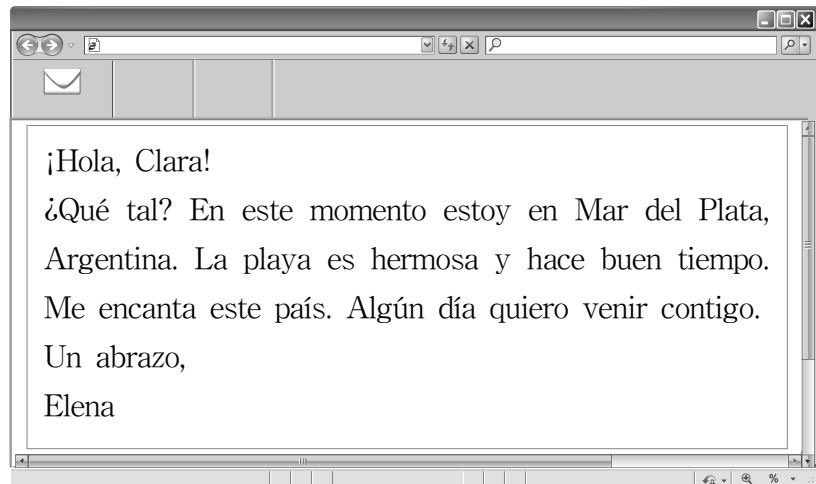 ¡Hola, Clara!
¿Qué tal? En este momento estoy en Mar del Plata,
Argentina. La playa es hermosa y hace buen tiempo.
Me encanta este país. Algún día quiero venir contigo.
Un abrazo,
Elena
%